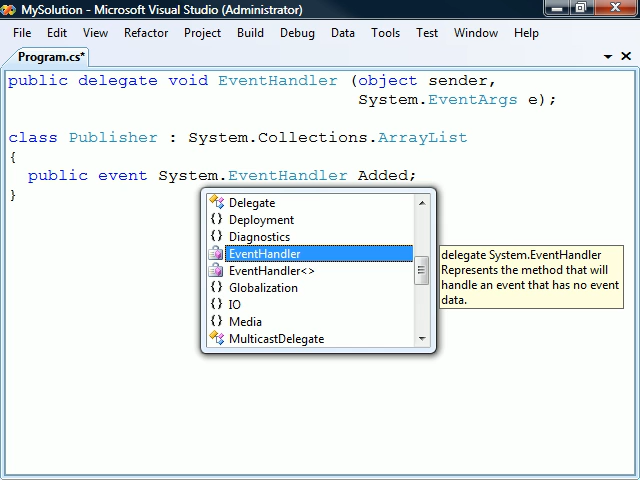 MySolution - Microsoft Visual Studio (Administrator)
File Edit View Refactor Project Build Debug Data Tools Test Window Help
Program.cs*
public delegate void EventHandler (object sender,
System.EventArgs e);
class Publisher : System.Collections.ArrayList
{
public event System.EventHandler Added;
}
Delegate
{} Deployment
{} Diagnostics
EventHandler
EventHandler<>
{} Globalization
{} IO
{} Media
MulticastDelegate
delegate System.EventHandler
Represents the method that will
handle an event that has no event
data.